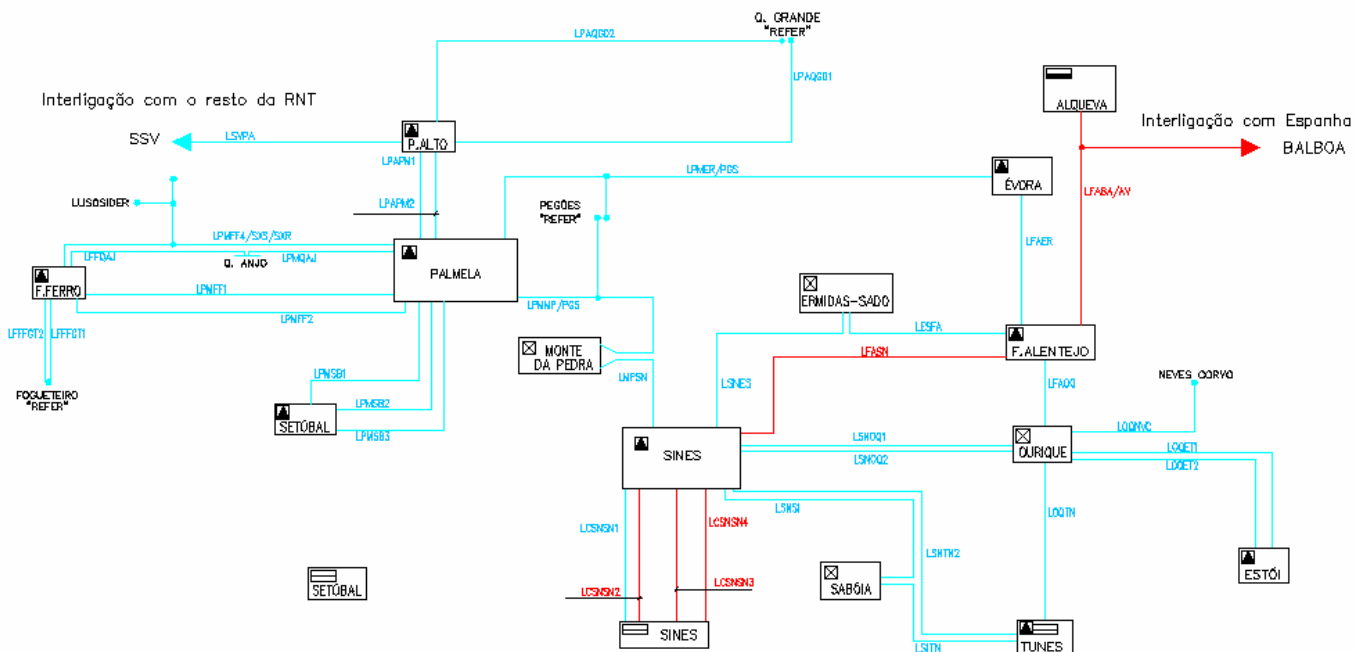 Q. GRANDE
"REFER"
LPAQGD2
LPAQGD1
ALQUEVA
Interligação com o resto da RNT
Interligação com Espanha
SSV
LSVPA
P.ALTO
BALBOA
LPAPM1
LPMER/PGS
ÉVORA
LPAPM2
LUSOSIDER
PEGÕES
"REFER"
LFABA/AV
LPMFF4/SXS/SXR
LFFQAJ
Q. ANJO
LPMQAJ
PALMELA
LFAER
F.FERRO
LPMFF1
ERMIDAS-SADO
LPMMP/PGS
LPMFF2
LESFA
LFFFGT2
LFFFGT1
MONTE
DA PEDRA
LFASN
F.ALENTEJO
LPMSB1
LMPSN
LSNES
LFAOQ
NEVES CORVO
FOGUETEIRO
"REFER"
LPMSB2
SETÚBAL
LPMSB3
LOQNVC
SINES
LSNOQ1
LSNOQ2
OURIQUE
LOQET1
LOQET2
LCSNSN1
LCSNSN4
LSNSI
LOQTN
LSNTN2
SETÚBAL
LCSNSN2
LCSNSN3
SABÓIA
ESTÓI
SINES
LSITN
TUNES